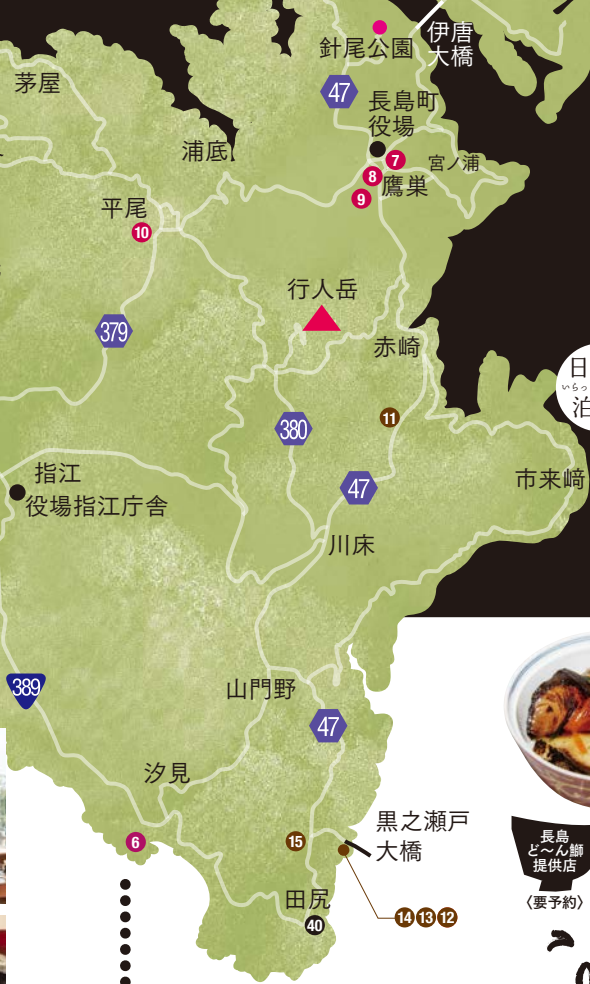 伊唐
大橋
針尾公園
茅屋
47
長島町
役場
浦底
7
宮ノ浦
8
鷹巣
9
平尾
10
行人岳
379
赤崎
日
いちっ
泊
11
380
指江
役場指江庁舎
47
市来﨑
川床
389
山門野
47
汐見
6
15
黒之瀬戸
大橋
長島
ど〜ん鰤
提供店
〈要予約〉
田尻
40
14 13 12